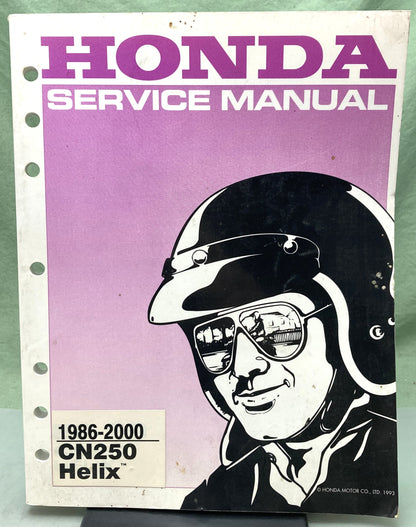 HONDA
SERVICE MANUAL
1986-2000
CN250
Helix™
© HONDA MOTOR CO., LTD. 1993